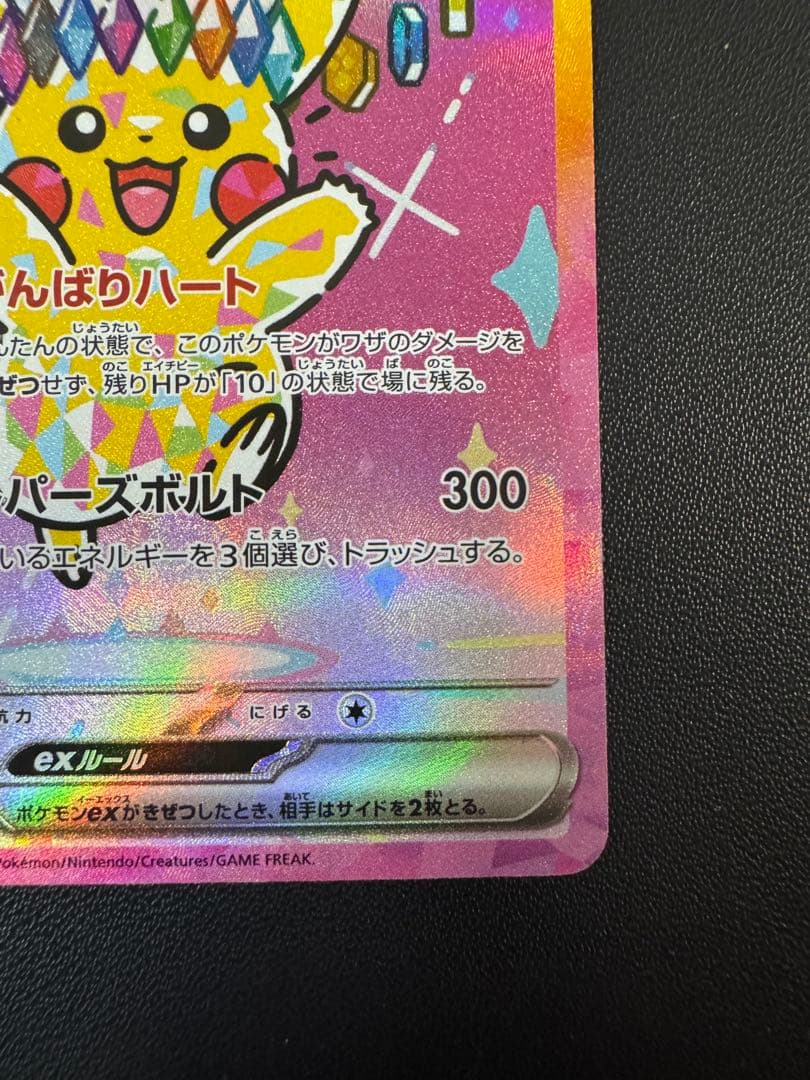 んばりハート
んたんの状態で、このポケモンがワザのダメージを
ぜつせず、残りHPが「10」の状態で場に残る。
パーズボルト 300
いるエネルギーを3個選び、トラッシュする。
抗力 にげる
exルール
ポケモンexがきぜつしたとき、相手はサイドを2枚とる。
Pokémon/Nintendo/Creatures/GAME FREAK.